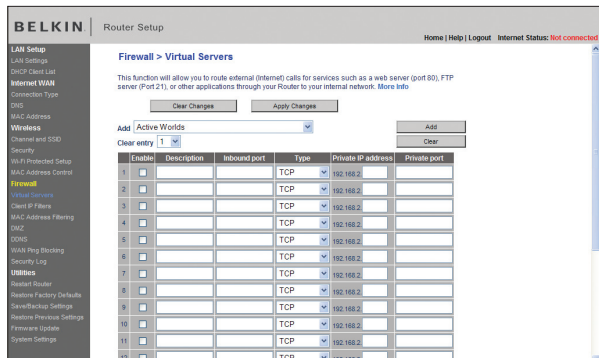 BELKIN. Router Setup
Home | Help | Logout Internet Status: Not connected
LAN Setup
LAN Settings
DHCP Client List
Internet WAN
Connection Type
DNS
MAC Address
Wireless
Channel and SSID
Security
Wi-Fi Protected Setup
MAC Address Control
Firewall
Virtual Servers
Client IP Filters
MAC Address Filtering
DMZ
DDNS
WAN Ping Blocking
Security Log
Utilities
Restart Router
Restore Factory Defaults
Save/Backup Settings
Restore Previous Settings
Firmware Update
System Settings
Firewall > Virtual Servers
This function will allow you to route external (Internet) calls for services such as a web server (port 80), FTP
server (Port 21), or other applications through your Router to your internal network. More Info
Clear Changes Apply Changes
Add Active Worlds Add
Clear entry 1 Clear
Enable Description Inbound port Type Private IP address Private port
1 TCP 192.168.2.
2 TCP 192.168.2.
3 TCP 192.168.2.
4 TCP 192.168.2.
5 TCP 192.168.2.
6 TCP 192.168.2.
7 TCP 192.168.2.
8 TCP 192.168.2.
9 TCP 192.168.2.
10 TCP 192.168.2.
11 TCP 192.168.2.
12 TCP